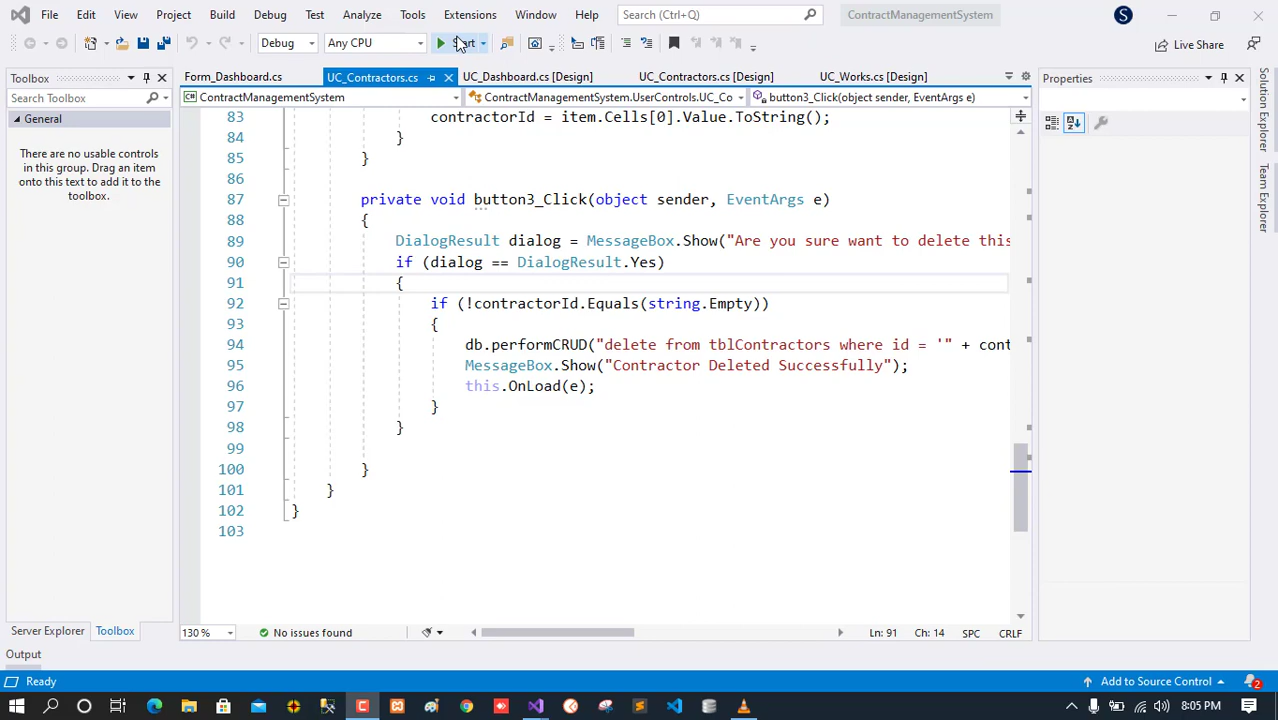 File Edit View Project Build Debug Test Analyze Tools Extensions Window Help Search (Ctrl+Q) ContractManagementSystem S
Debug Any CPU Start Live Share
Toolbox
Form_Dashboard.cs UC_Contractors.cs UC_Dashboard.cs [Design] UC_Contractors.cs [Design] UC_Works.cs [Design]
Properties
Search Toolbox
ContractManagementSystem ContractManagementSystem.UserControls.UC_Co button3_Click(object sender, EventArgs e)
General
There are no usable controls
in this group. Drag an item
onto this text to add it to the
toolbox.
83 contractorId = item.Cells[0].Value.ToString();
84 }
85 }
86
87 private void button3_Click(object sender, EventArgs e)
88 {
89 DialogResult dialog = MessageBox.Show("Are you sure want to delete this
90 if (dialog == DialogResult.Yes)
91 {
92 if (!contractorId.Equals(string.Empty))
93 {
94 db.performCRUD("delete from tblContractors where id = '" + cont
95 MessageBox.Show("Contractor Deleted Successfully");
96 this.OnLoad(e);
97 }
98 }
99
100 }
101 }
102 }
103
Solution Explorer
Team Explorer
Server Explorer Toolbox
130 % No issues found Ln: 91 Ch: 14 SPC CRLF
Output
Ready Add to Source Control 2
8:05 PM